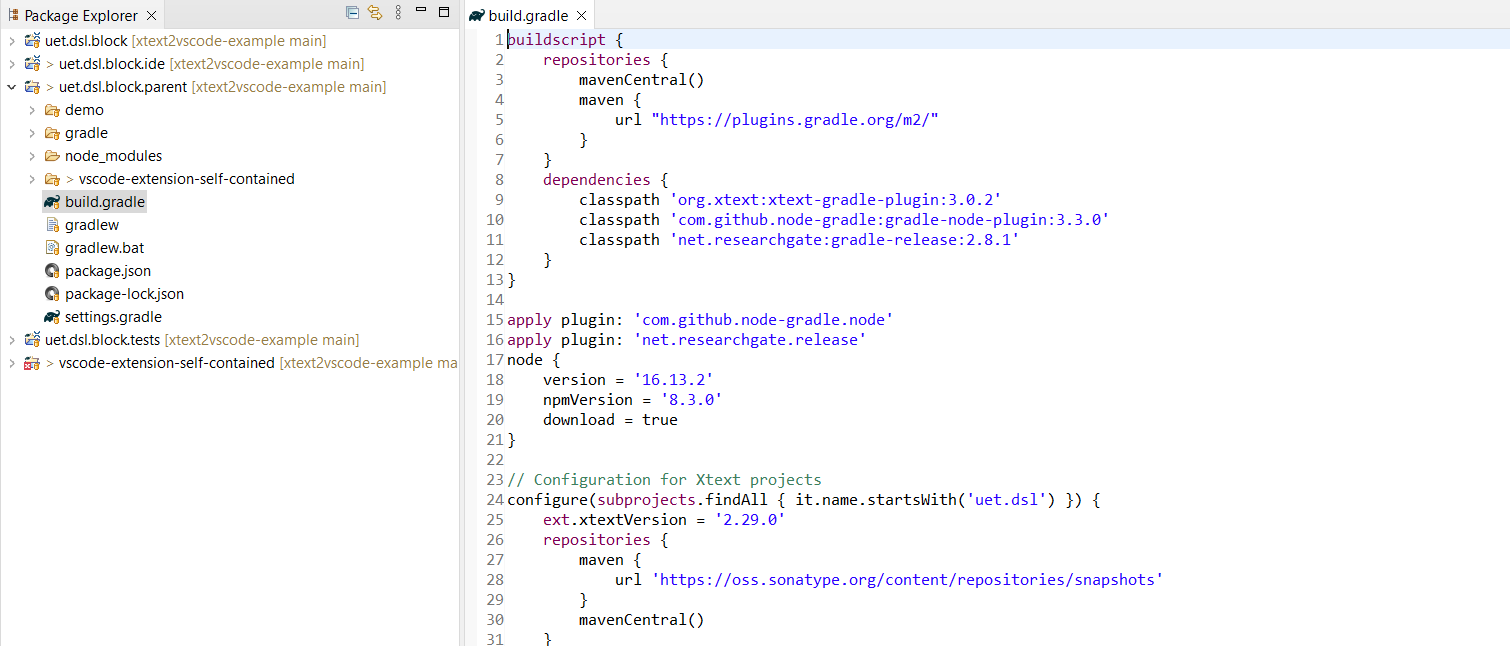 Package Explorer
uet.dsl.block [xtext2vscode-example main]
> uet.dsl.block.ide [xtext2vscode-example main]
> uet.dsl.block.parent [xtext2vscode-example main]
demo
gradle
node_modules
> vscode-extension-self-contained
build.gradle
gradlew
gradlew.bat
package.json
package-lock.json
settings.gradle
uet.dsl.block.tests [xtext2vscode-example main]
> vscode-extension-self-contained [xtext2vscode-example ma
build.gradle
1 buildscript {
2     repositories {
3         mavenCentral()
4         maven {
5             url "https://plugins.gradle.org/m2/"
6         }
7     }
8     dependencies {
9         classpath 'org.xtext:xtext-gradle-plugin:3.0.2'
10         classpath 'com.github.node-gradle:gradle-node-plugin:3.3.0'
11         classpath 'net.researchgate:gradle-release:2.8.1'
12     }
13 }
14
15 apply plugin: 'com.github.node-gradle.node'
16 apply plugin: 'net.researchgate.release'
17 node {
18     version = '16.13.2'
19     npmVersion = '8.3.0'
20     download = true
21 }
22
23 // Configuration for Xtext projects
24 configure(subprojects.findAll { it.name.startsWith('uet.dsl') }) {
25     ext.xtextVersion = '2.29.0'
26     repositories {
27         maven {
28             url 'https://oss.sonatype.org/content/repositories/snapshots'
29         }
30         mavenCentral()
31     }